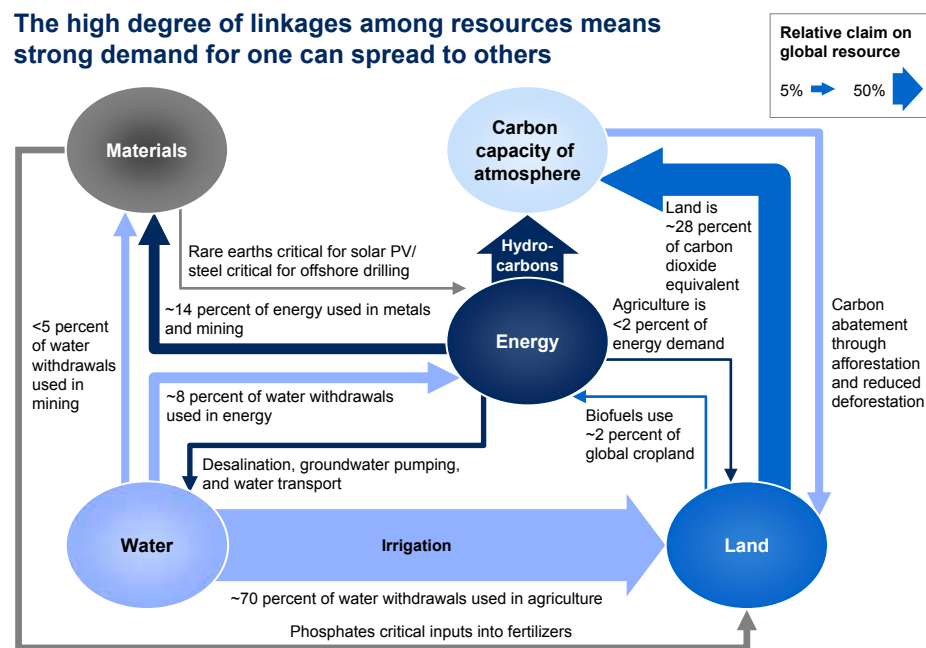 The high degree of linkages among resources means
strong demand for one can spread to others
Relative claim on
global resource
5%
50%
Materials
Carbon
capacity of
atmosphere
Land is
~28 percent
of carbon
dioxide
equivalent
Hydro-
carbons
Rare earths critical for solar PV/
steel critical for offshore drilling
~14 percent of energy used in metals
and mining
Energy
Agriculture is
<2 percent of
energy demand
Carbon
abatement
through
afforestation
and reduced
deforestation
<5 percent
of water
withdrawals
used in
mining
~8 percent of water withdrawals
used in energy
Biofuels use
~2 percent of
global cropland
Desalination, groundwater pumping,
and water transport
Water
Irrigation
Land
~70 percent of water withdrawals used in agriculture
Phosphates critical inputs into fertilizers